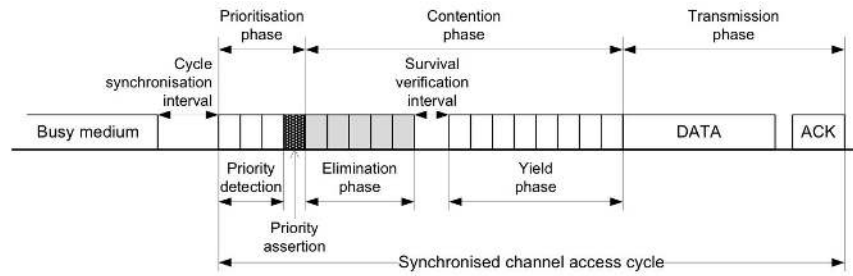 Prioritisation
phase
Contention
phase
Transmission
phase
Cycle
synchronisation
interval
Survival
verification
interval
Busy medium
DATA
ACK
Priority
detection
Elimination
phase
Yield
phase
Priority
assertion
Synchronised channel access cycle